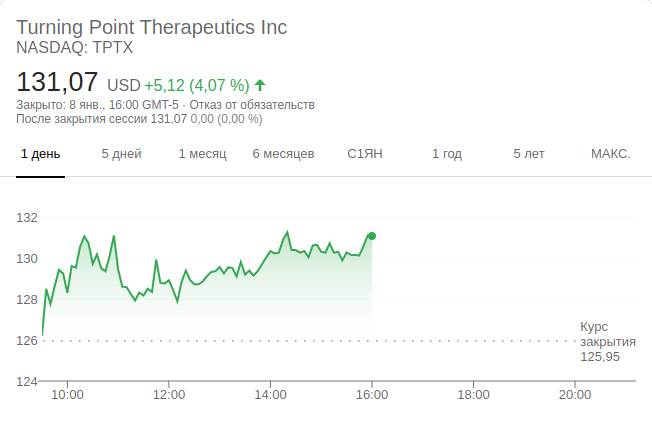 Turning Point Therapeutics Inc
NASDAQ: TPTX
131,07 USD +5,12 (4,07 %)
Закрыто: 8 янв., 16:00 GMT-5 · Отказ от обязательств
После закрытия сессии 131,07 0,00 (0,00 %)
1 день 5 дней 1 месяц 6 месяцев С1ЯН 1 год 5 лет МАКС.
132
130
128
126
124
Курс
закрытия
125,95
10:00 12:00 14:00 16:00 18:00 20:00